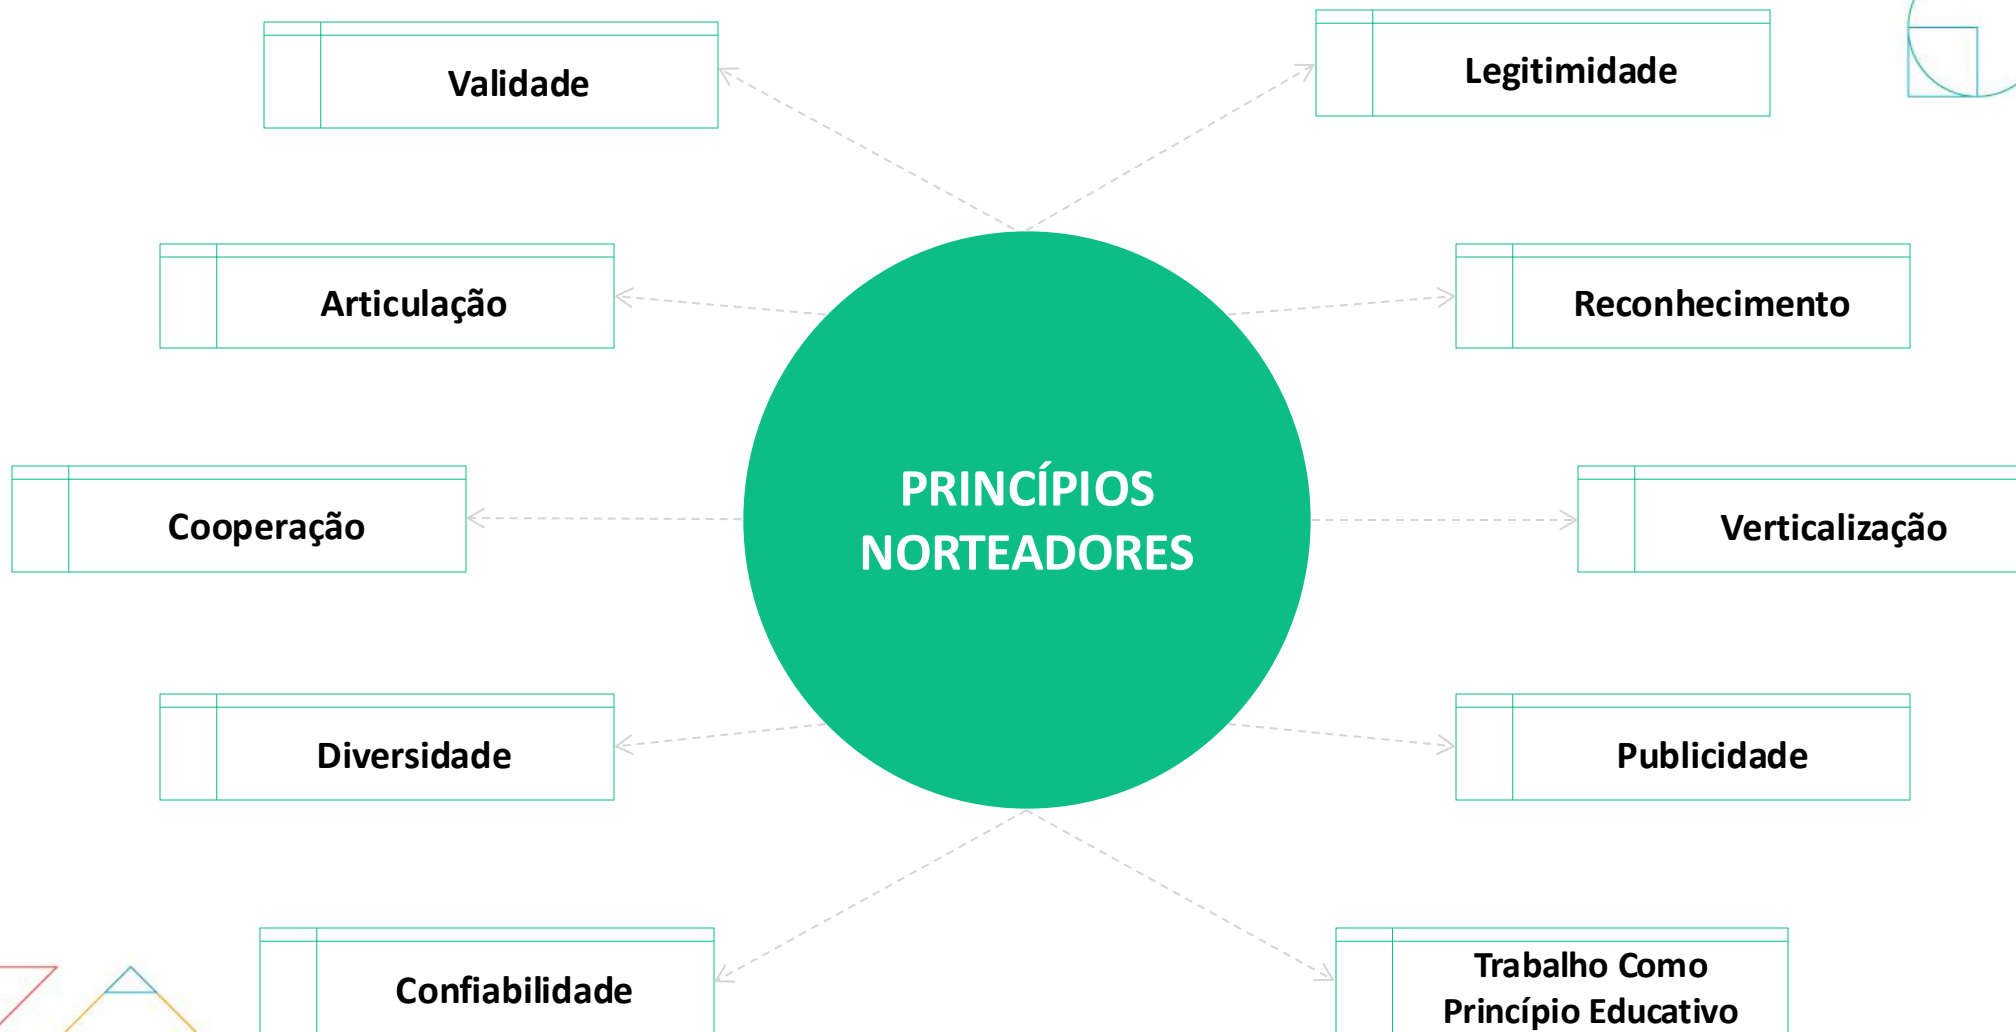 Validade
Legitimidade
Articulação
Reconhecimento
PRINCÍPIOS
NORTEADORES
Cooperação
Verticalização
Diversidade
Publicidade
Confiabilidade
Trabalho Como
Princípio Educativo